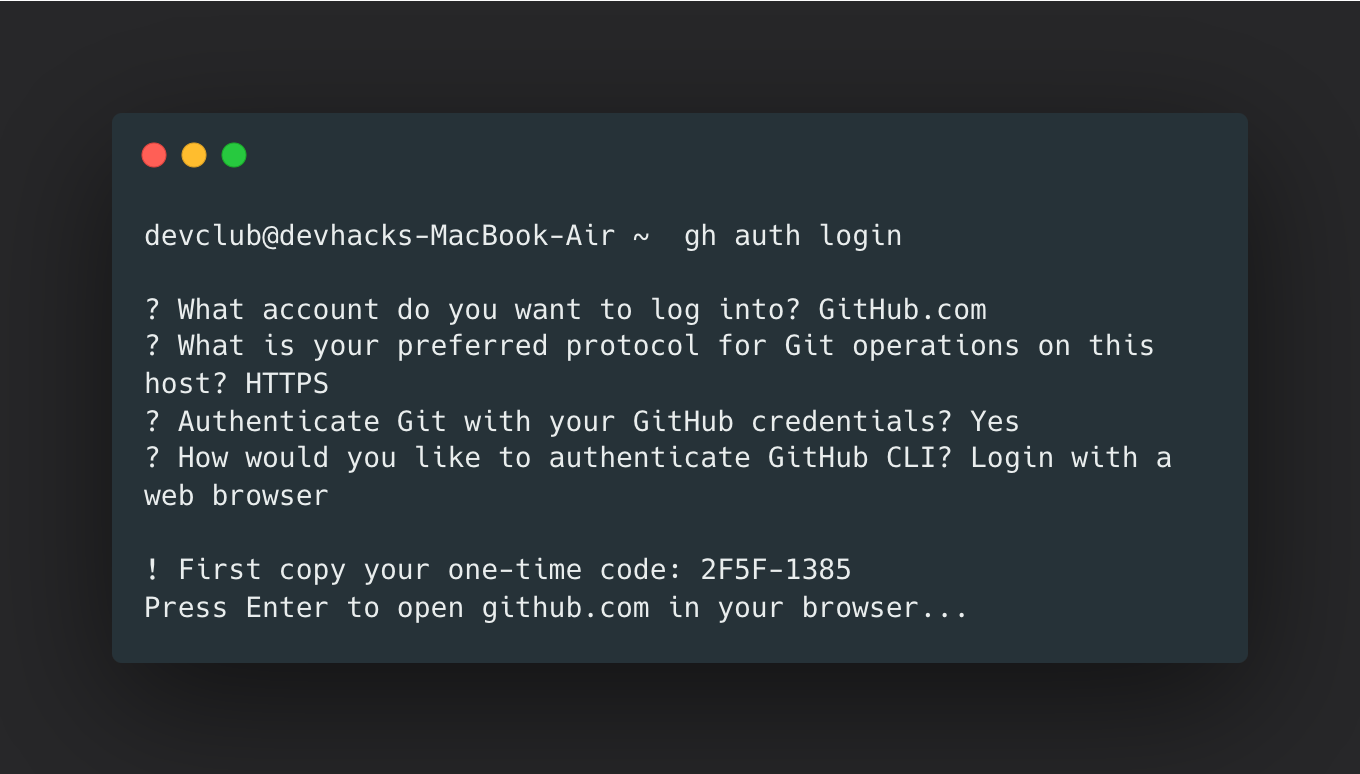 devclub@devhacks-MacBook-Air ~  gh auth login
? What account do you want to log into? GitHub.com
? What is your preferred protocol for Git operations on this
host? HTTPS
? Authenticate Git with your GitHub credentials? Yes
? How would you like to authenticate GitHub CLI? Login with a
web browser
! First copy your one-time code: 2F5F-1385
Press Enter to open github.com in your browser...